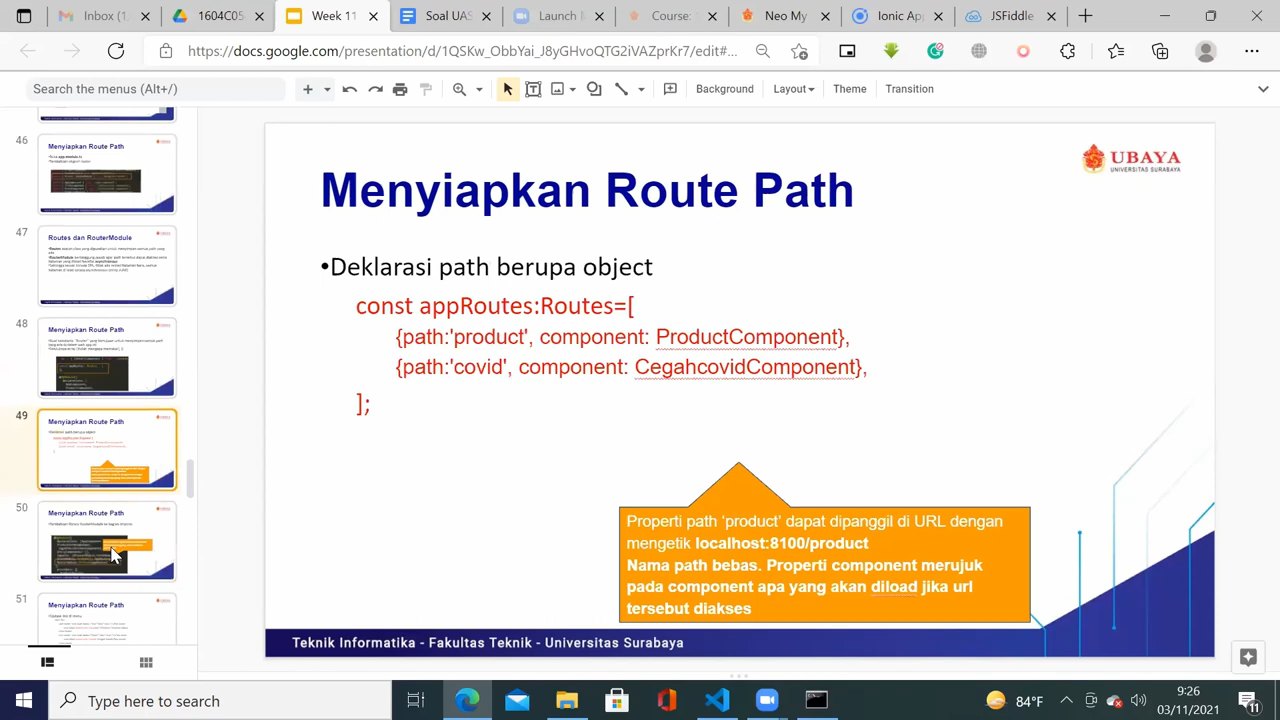 Meet
1604C05
Week 11
Nilai
Ionic App
JSFiddle
https://docs.google.com/presentation/d/1QSKw_ObbYai_J8yGHvoQTG2iVAZprKr7/edit#...
Search the menus (Alt+/)
Background
Layout
Theme
Transition
46
Menyiapkan Route Path
47
Routes dan RouterModule
48
Menyiapkan Route Path
49
Menyiapkan Route Path
50
Menyiapkan Route Path
51
Menyiapkan Route Path
UBAYA
UNIVERSITAS SURABAYA
Menyiapkan Route Path
•Deklarasi path berupa object
const appRoutes:Routes=[
{path:'product', component: ProductComponent},
{path:'covid', component: CegahcovidComponent},
];
Properti path 'product' dapat dipanggil di URL dengan
mengetik localhost:8100/product
Nama path bebas. Properti component merujuk
pada component apa yang akan diload jika url
tersebut diakses
Teknik Informatika - Fakultas Teknik - Universitas Surabaya
Type here to search
84°F
9:26
03/11/2021
11